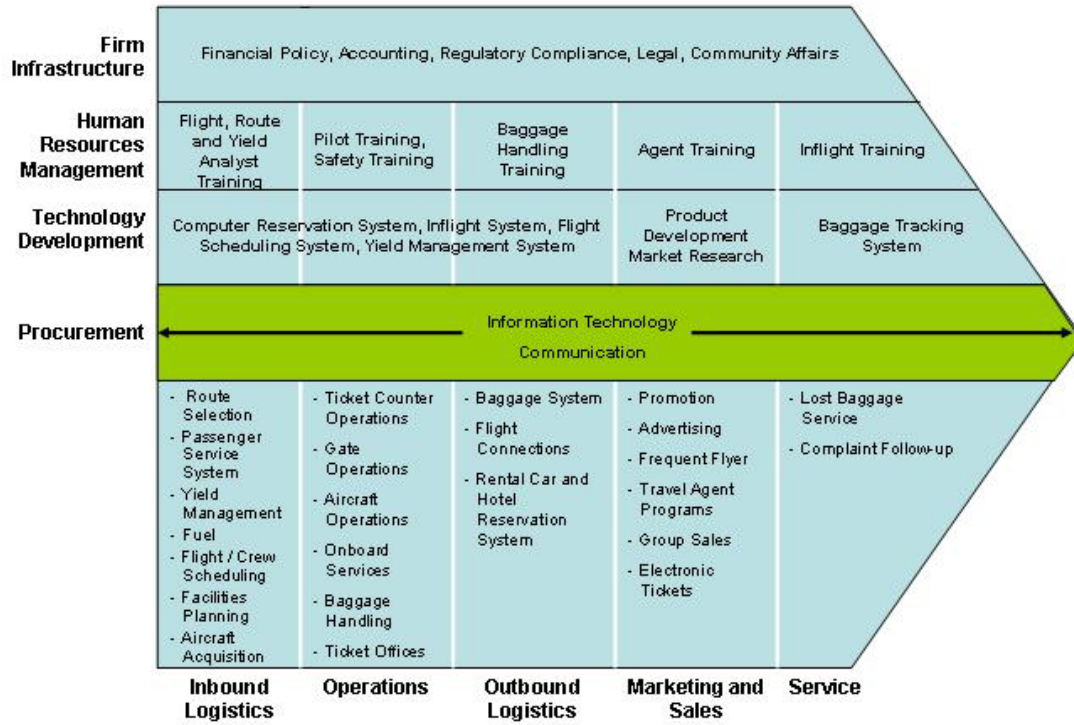 Firm
Infrastructure
Financial Policy, Accounting, Regulatory Compliance, Legal, Community Affairs
Human
Resources
Management
Flight, Route
and Yield
Analyst
Training
Pilot Training,
Safety Training
Baggage
Handling
Training
Agent Training
Inflight Training
Technology
Development
Computer Reservation System, Inflight System, Flight
Scheduling System, Yield Management System
Product
Development
Market Research
Baggage Tracking
System
Procurement
Information Technology
Communication
- Route
Selection
- Passenger
Service
System
- Yield
Management
- Fuel
- Flight / Crew
Scheduling
- Facilities
Planning
- Aircraft
Acquisition
- Ticket Counter
Operations
- Gate
Operations
- Aircraft
Operations
- Onboard
Services
- Baggage
Handling
- Ticket Offices
- Baggage System
- Flight
Connections
- Rental Car and
Hotel
Reservation
System
- Promotion
- Advertising
- Frequent Flyer
- Travel Agent
Programs
- Group Sales
- Electronic
Tickets
- Lost Baggage
Service
- Complaint Follow-up
Inbound
Logistics
Operations
Outbound
Logistics
Marketing and
Sales
Service